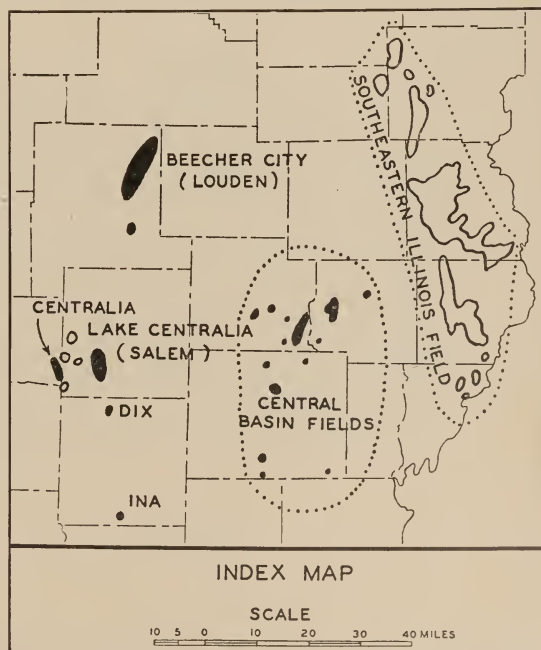 BEECHER CITY
(LOUDEN)
SOUTHEASTERN ILLINOIS FIELD
CENTRALIA
LAKE CENTRALIA
(SALEM)
DIX
CENTRAL
BASIN FIELDS
INA
INDEX MAP
SCALE
10 5 0 10 20 30 40 MILES